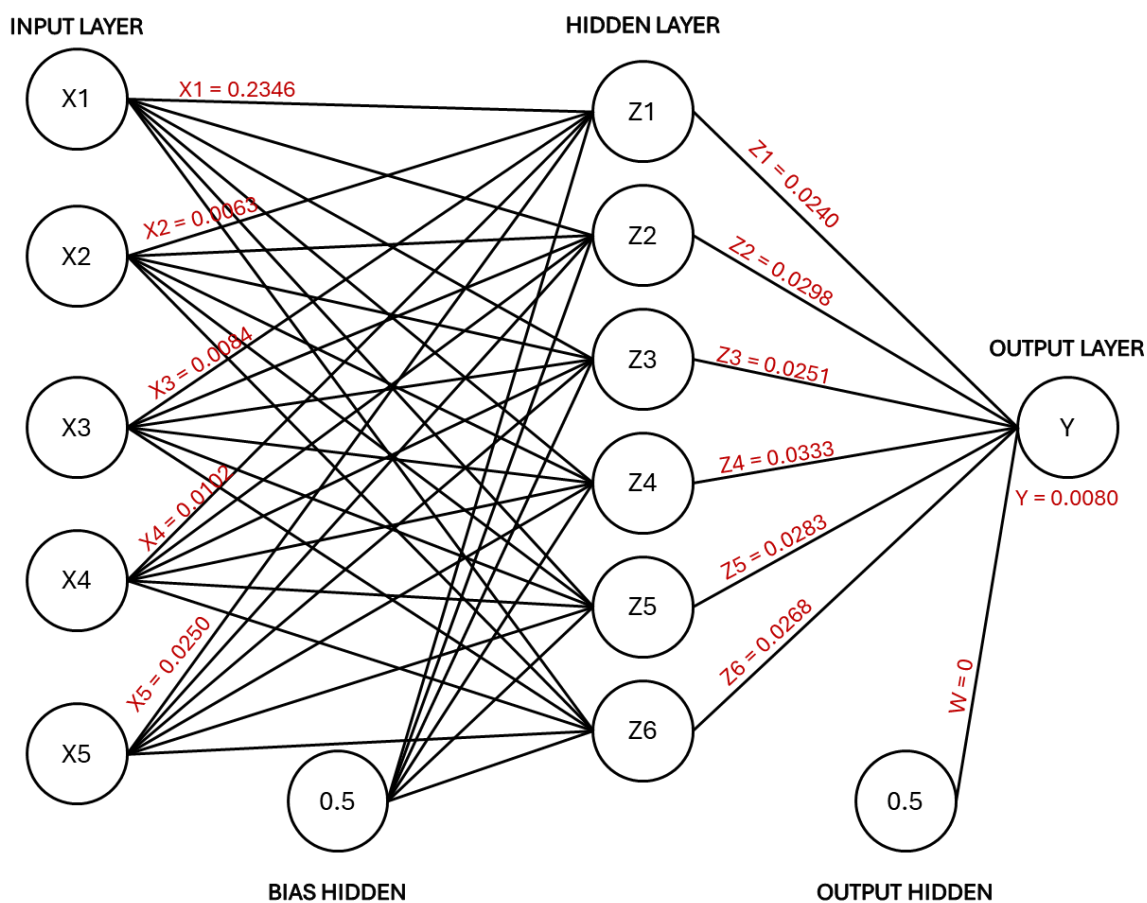 INPUT LAYER
HIDDEN LAYER
X1
X1 = 0.2346
Z1
Z1 = 0.0240
X2
X2 = 0.0063
Z2
Z2 = 0.0298
X3
X3 = 0.0084
Z3
Z3 = 0.0251
OUTPUT LAYER
Y
Y = 0.0080
X4
X4 = 0.0102
Z4
Z4 = 0.0333
X5
X5 = 0.0250
Z5
Z5 = 0.0283
Z6
Z6 = 0.0268
W = 0
0.5
0.5
BIAS HIDDEN
OUTPUT HIDDEN